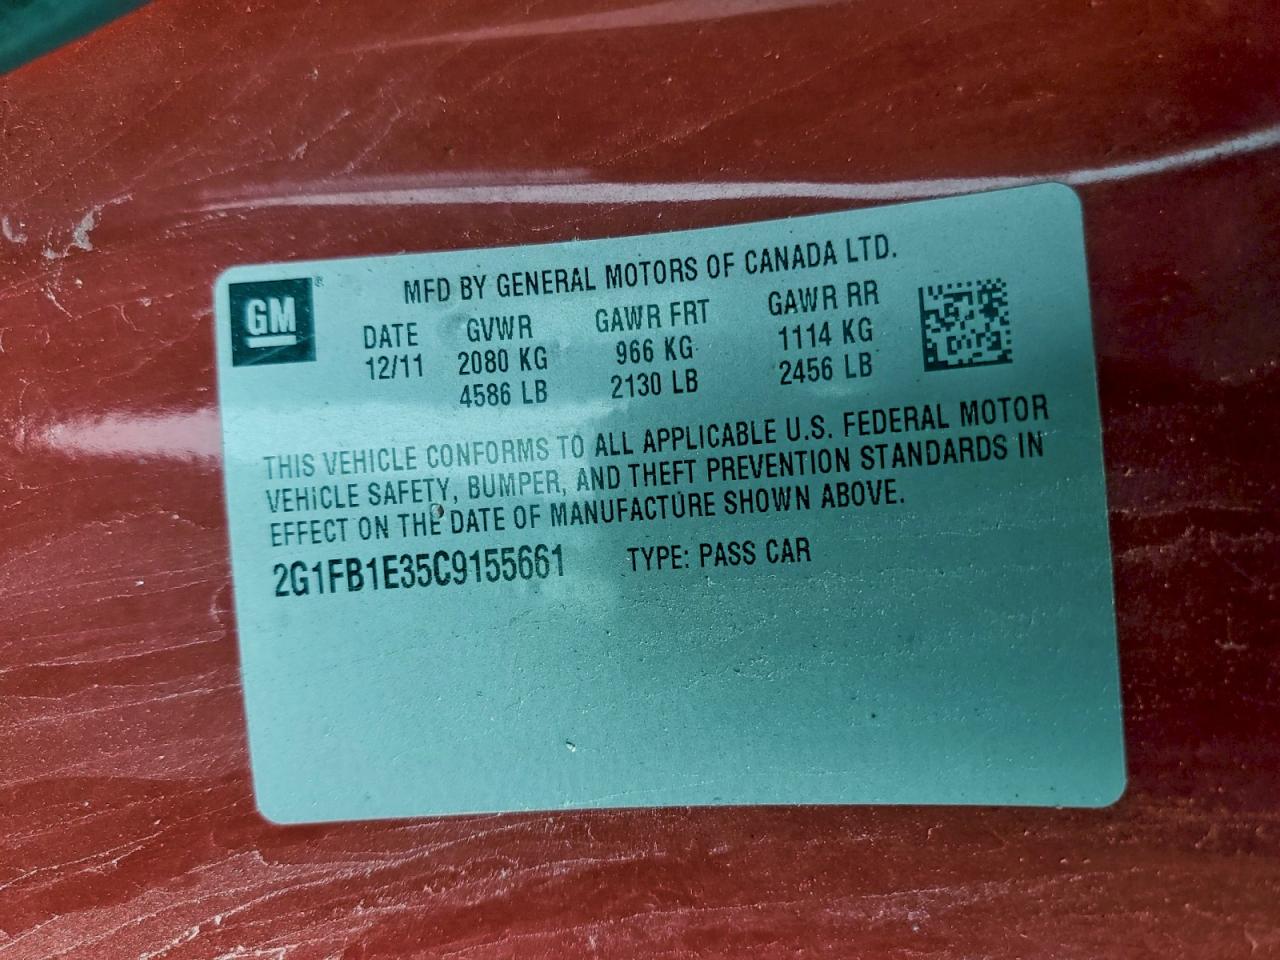 GM ®
MFD BY GENERAL MOTORS OF CANADA LTD.
DATE GVWR GAWR FRT GAWR RR
12/11 2080 KG 966 KG 1114 KG
4586 LB 2130 LB 2456 LB
THIS VEHICLE CONFORMS TO ALL APPLICABLE U.S. FEDERAL MOTOR
VEHICLE SAFETY, BUMPER, AND THEFT PREVENTION STANDARDS IN
EFFECT ON THE DATE OF MANUFACTURE SHOWN ABOVE.
2G1FB1E35C9155661 TYPE: PASS CAR